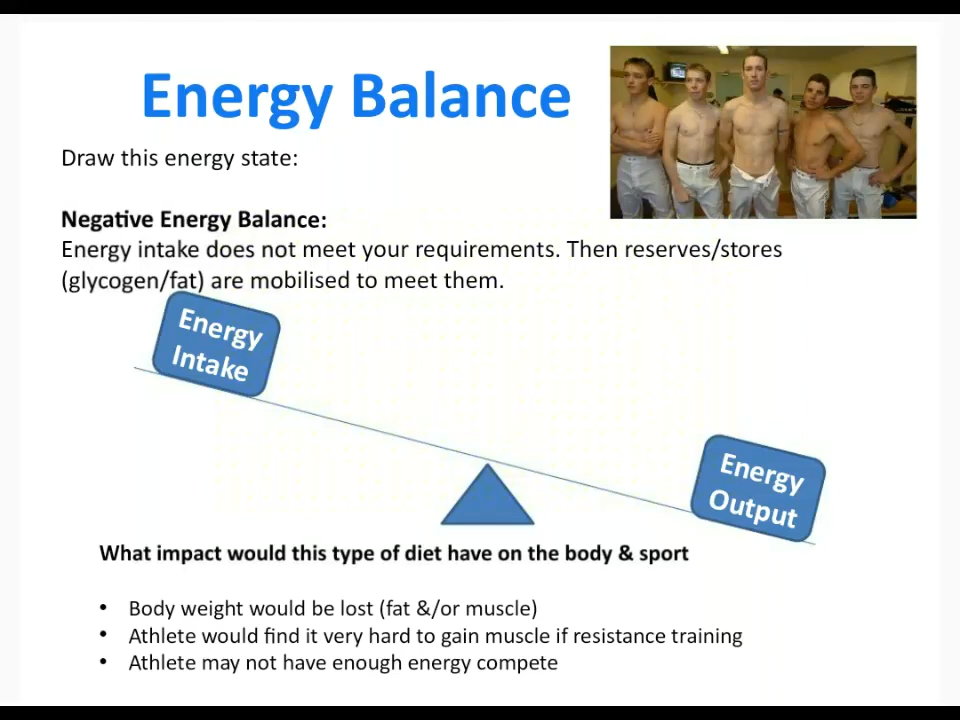 Energy Balance
Draw this energy state:
Negative Energy Balance:
Energy intake does not meet your requirements. Then reserves/stores
(glycogen/fat) are mobilised to meet them.
Energy
Intake
Energy
Output
What impact would this type of diet have on the body & sport
• Body weight would be lost (fat &/or muscle)
• Athlete would find it very hard to gain muscle if resistance training
• Athlete may not have enough energy compete